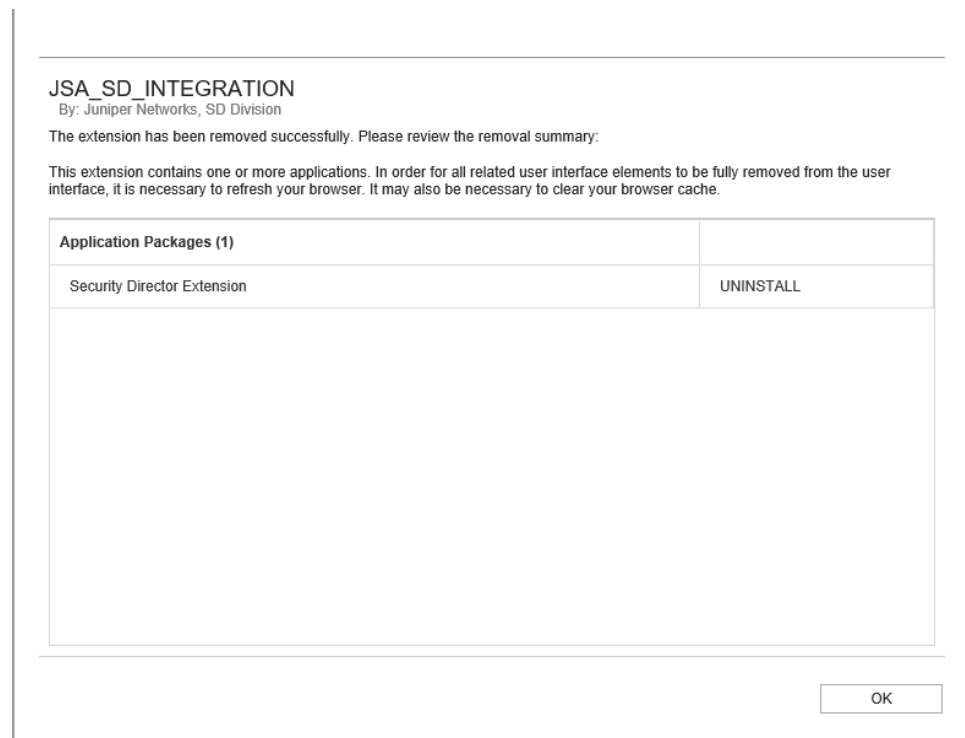 JSA_SD_INTEGRATION
By: Juniper Networks, SD Division
The extension has been removed successfully. Please review the removal summary:
This extension contains one or more applications. In order for all related user interface elements to be fully removed from the user
interface, it is necessary to refresh your browser. It may also be necessary to clear your browser cache.
Application Packages (1)
Security Director Extension UNINSTALL
OK